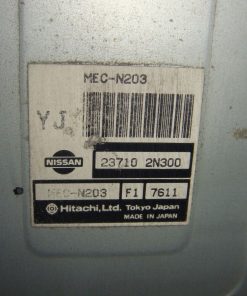 MEC-N203
YJ
NISSAN
23710 2N300
MEC-N203 F1 7611
Hitachi, Ltd. Tokyo Japan
MADE IN JAPAN